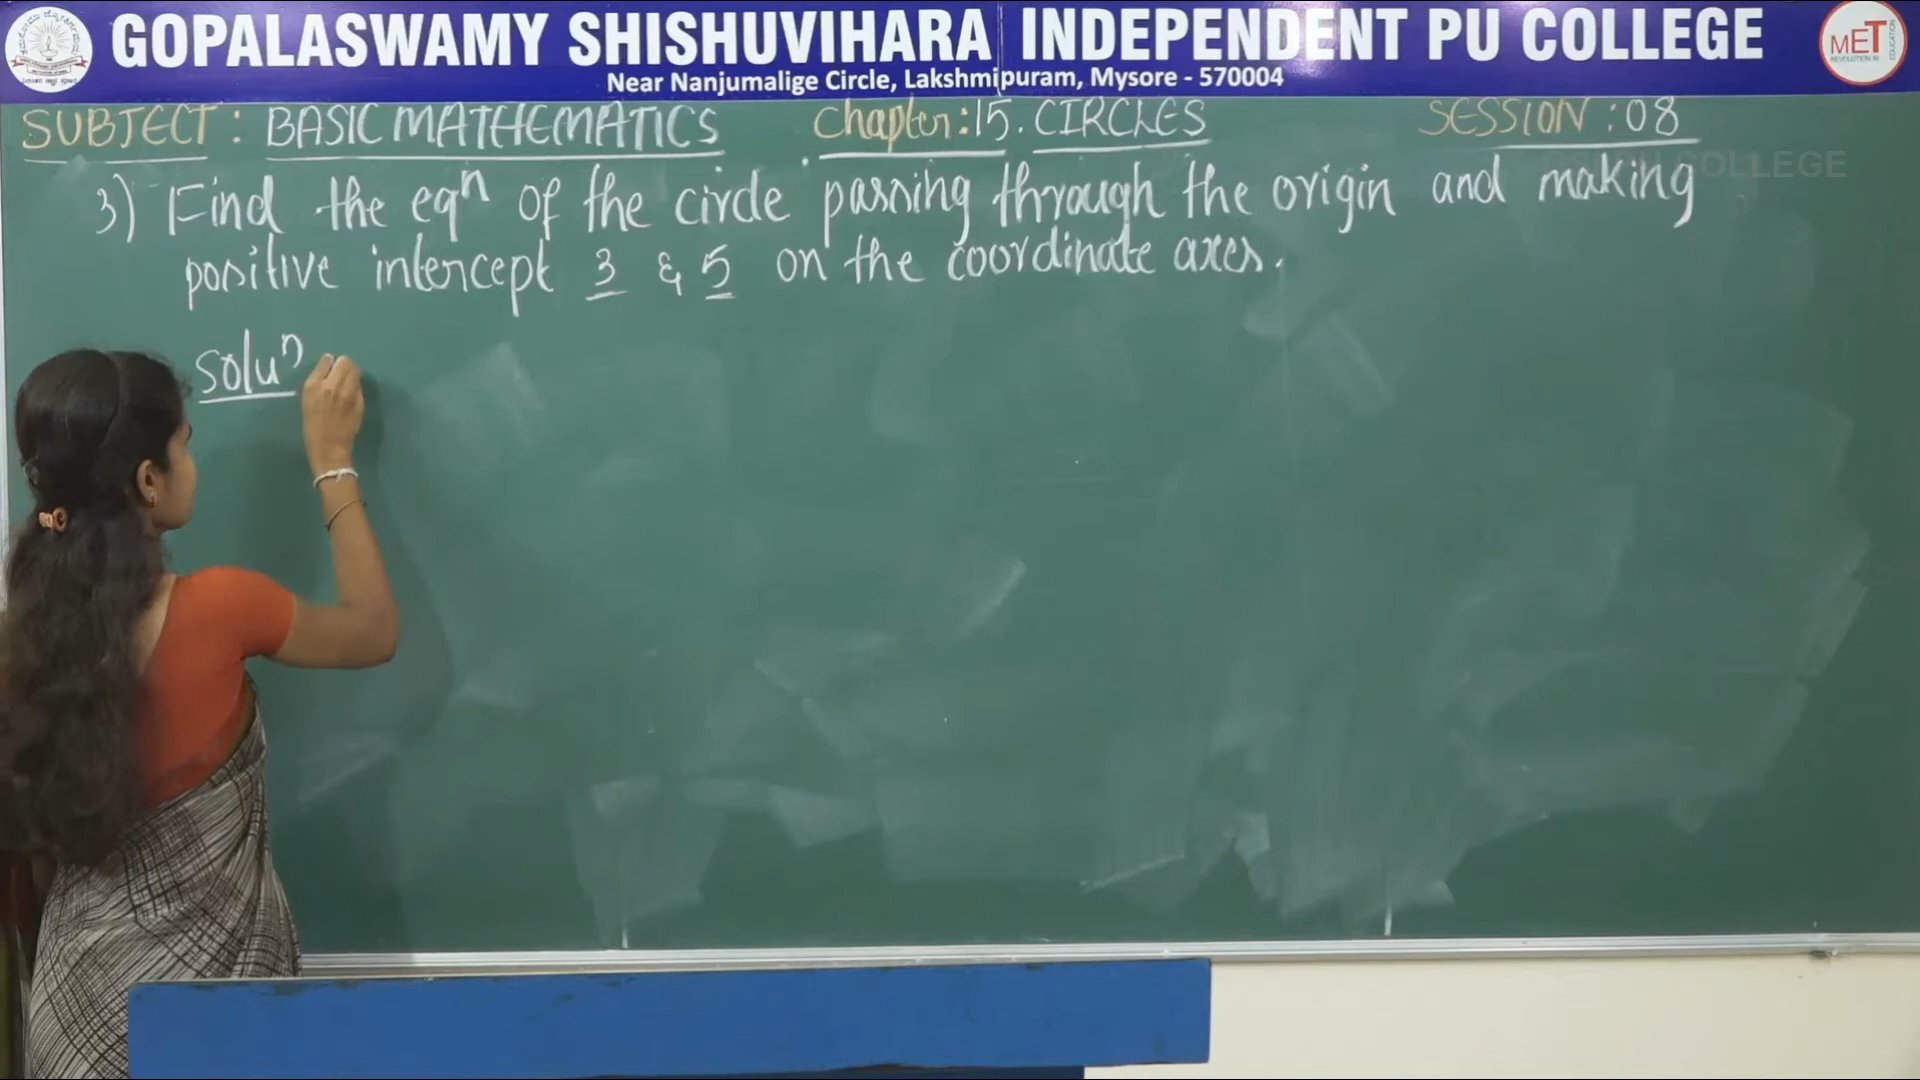 GOPALASWAMY SHISHUVIHARA INDEPENDENT PU COLLEGE
Near Nanjumalige Circle, Lakshmipuram, Mysore - 570004
MET
SUBJECT : BASIC MATHEMATICS Chapter:15. CIRCLES SESSION : 08
COLLEGE
3) Find the eqⁿ of the circle passing through the origin and making
positive intercept 3 & 5 on the coordinate axes.
Soluⁿ